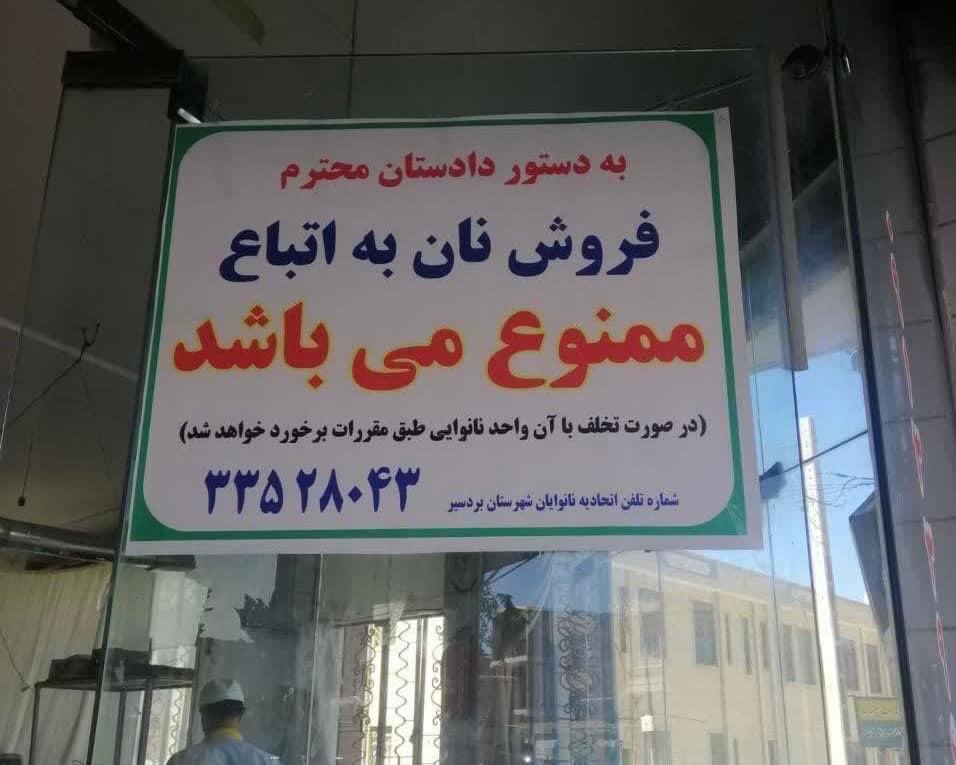 به دستور دادستان محترم
فروش نان به اتباع
ممنوع می باشد
(در صورت تخلف با آن واحد نانوایی طبق مقررات برخورد خواهد شد)
شماره تلفن اتحادیه نانوایان شهرستان بردسیر ۳۳۵۲۸۰۴۳